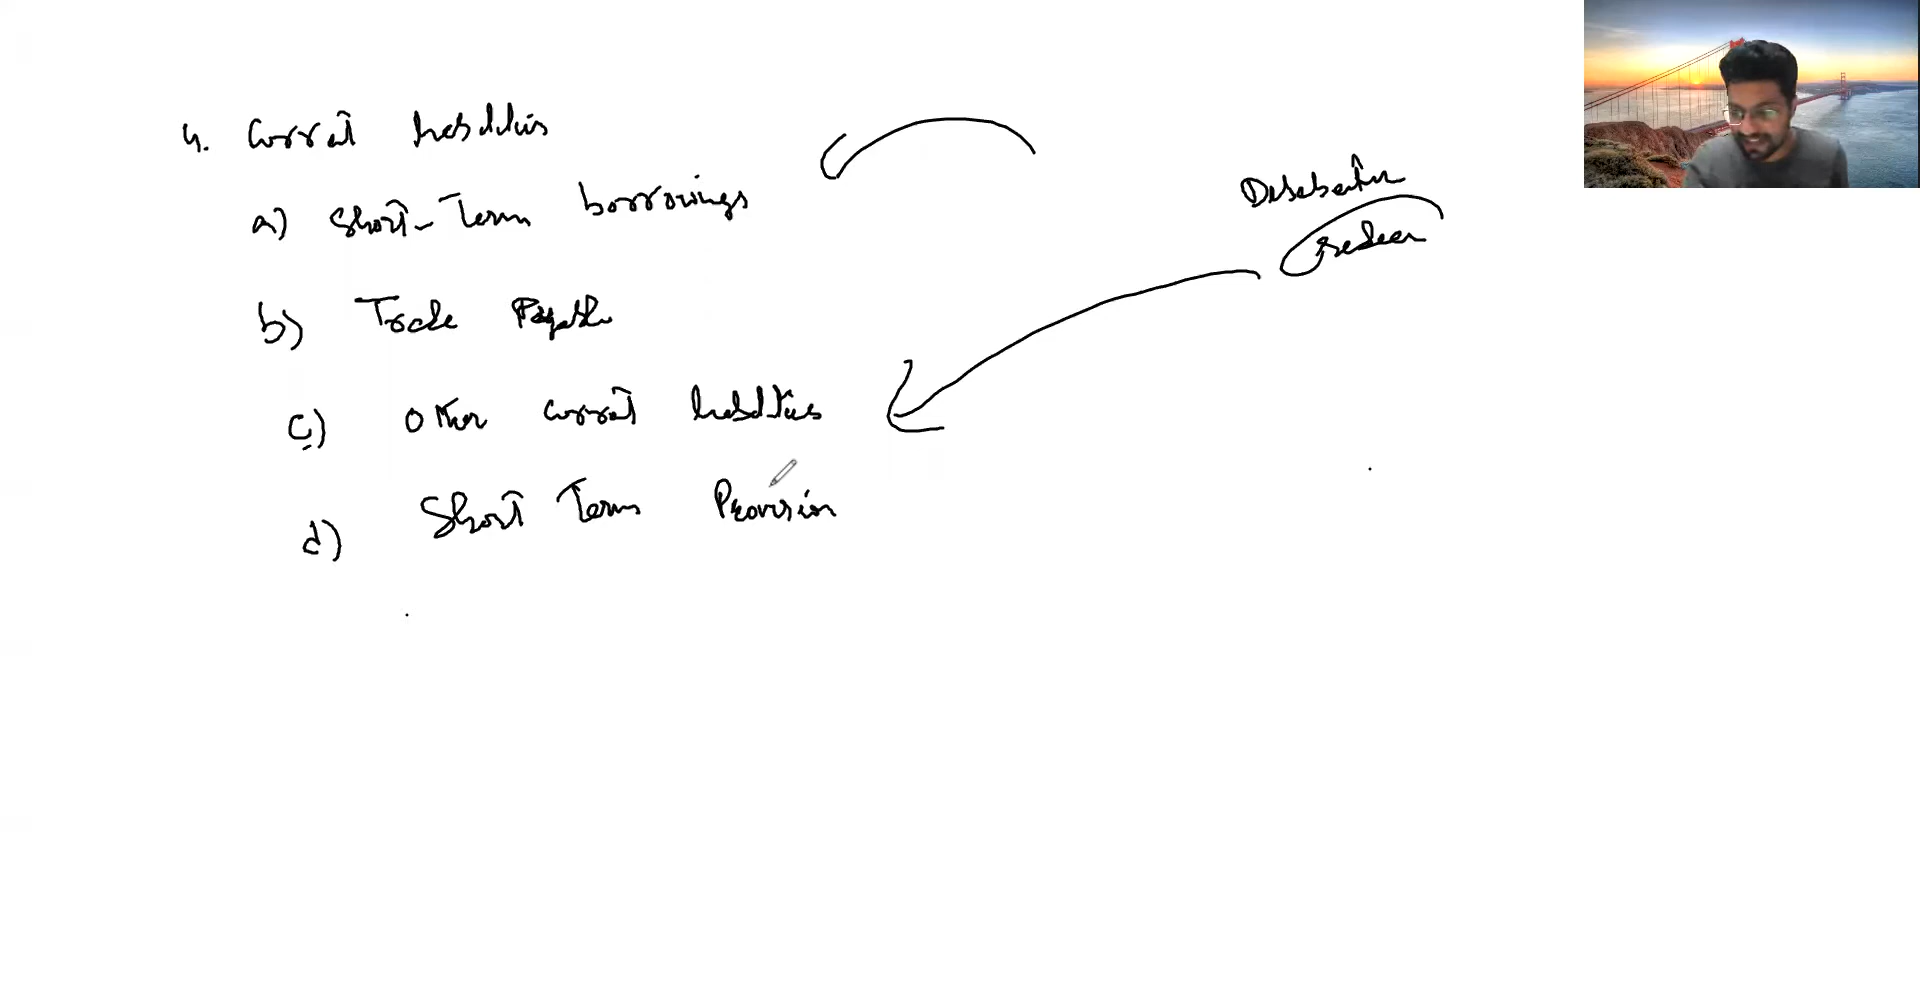 4. Current liabilities
a) Short-Term borrowings
b) Trade Payable
c) Other current liabilities
d) Short Term Provision
Debenture
redeem